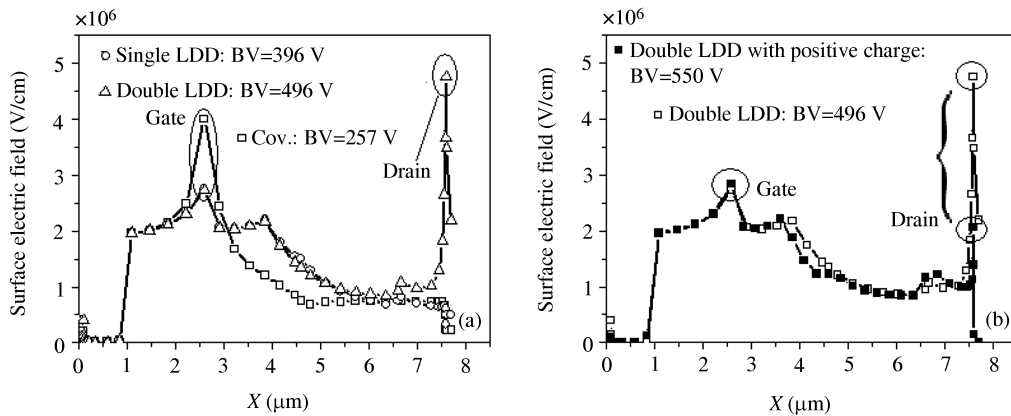 ×10⁶
Single LDD: BV=396 V
Double LDD: BV=496 V
Gate
Cov.: BV=257 V
Drain
Surface electric field (V/cm)
5
4
3
2
1
0
0 1 2 3 4 5 6 7 8
X (μm)
(a)
×10⁶
Double LDD with positive charge:
BV=550 V
Double LDD: BV=496 V
Gate
Drain
Surface electric field (V/cm)
5
4
3
2
1
0
0 1 2 3 4 5 6 7 8
X (μm)
(b)